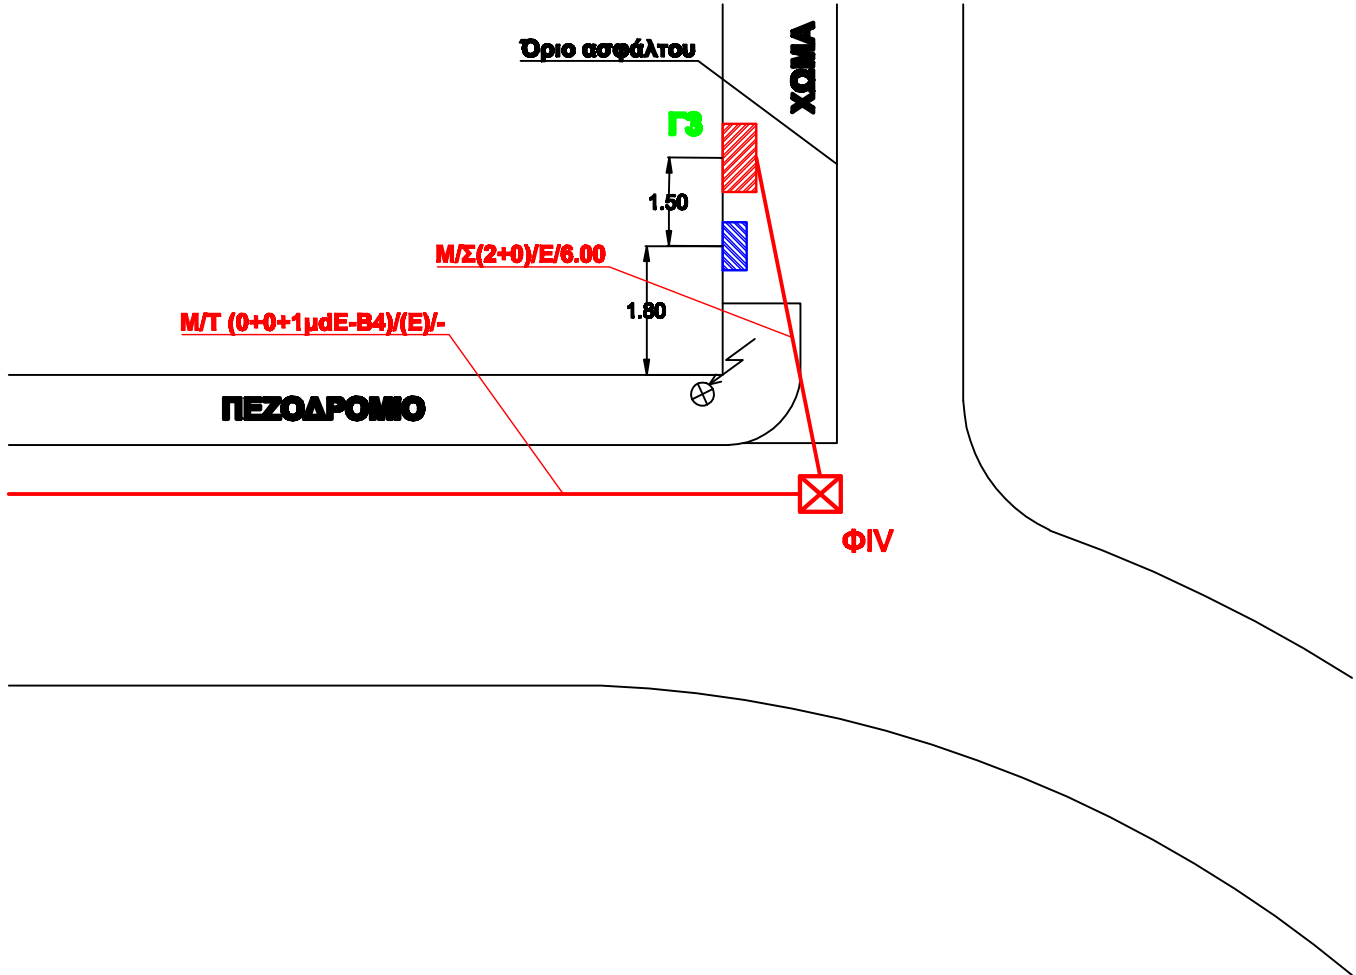 Όριο ασφάλτου
ΧΩΜΑ
Γ3
1.50
Μ/Σ(2+0)/Ε/6.00
1.80
Μ/Τ (0+0+1μdE-B4)/(Ε)/-
ΠΕΖΟΔΡΟΜΙΟ
ΦIV